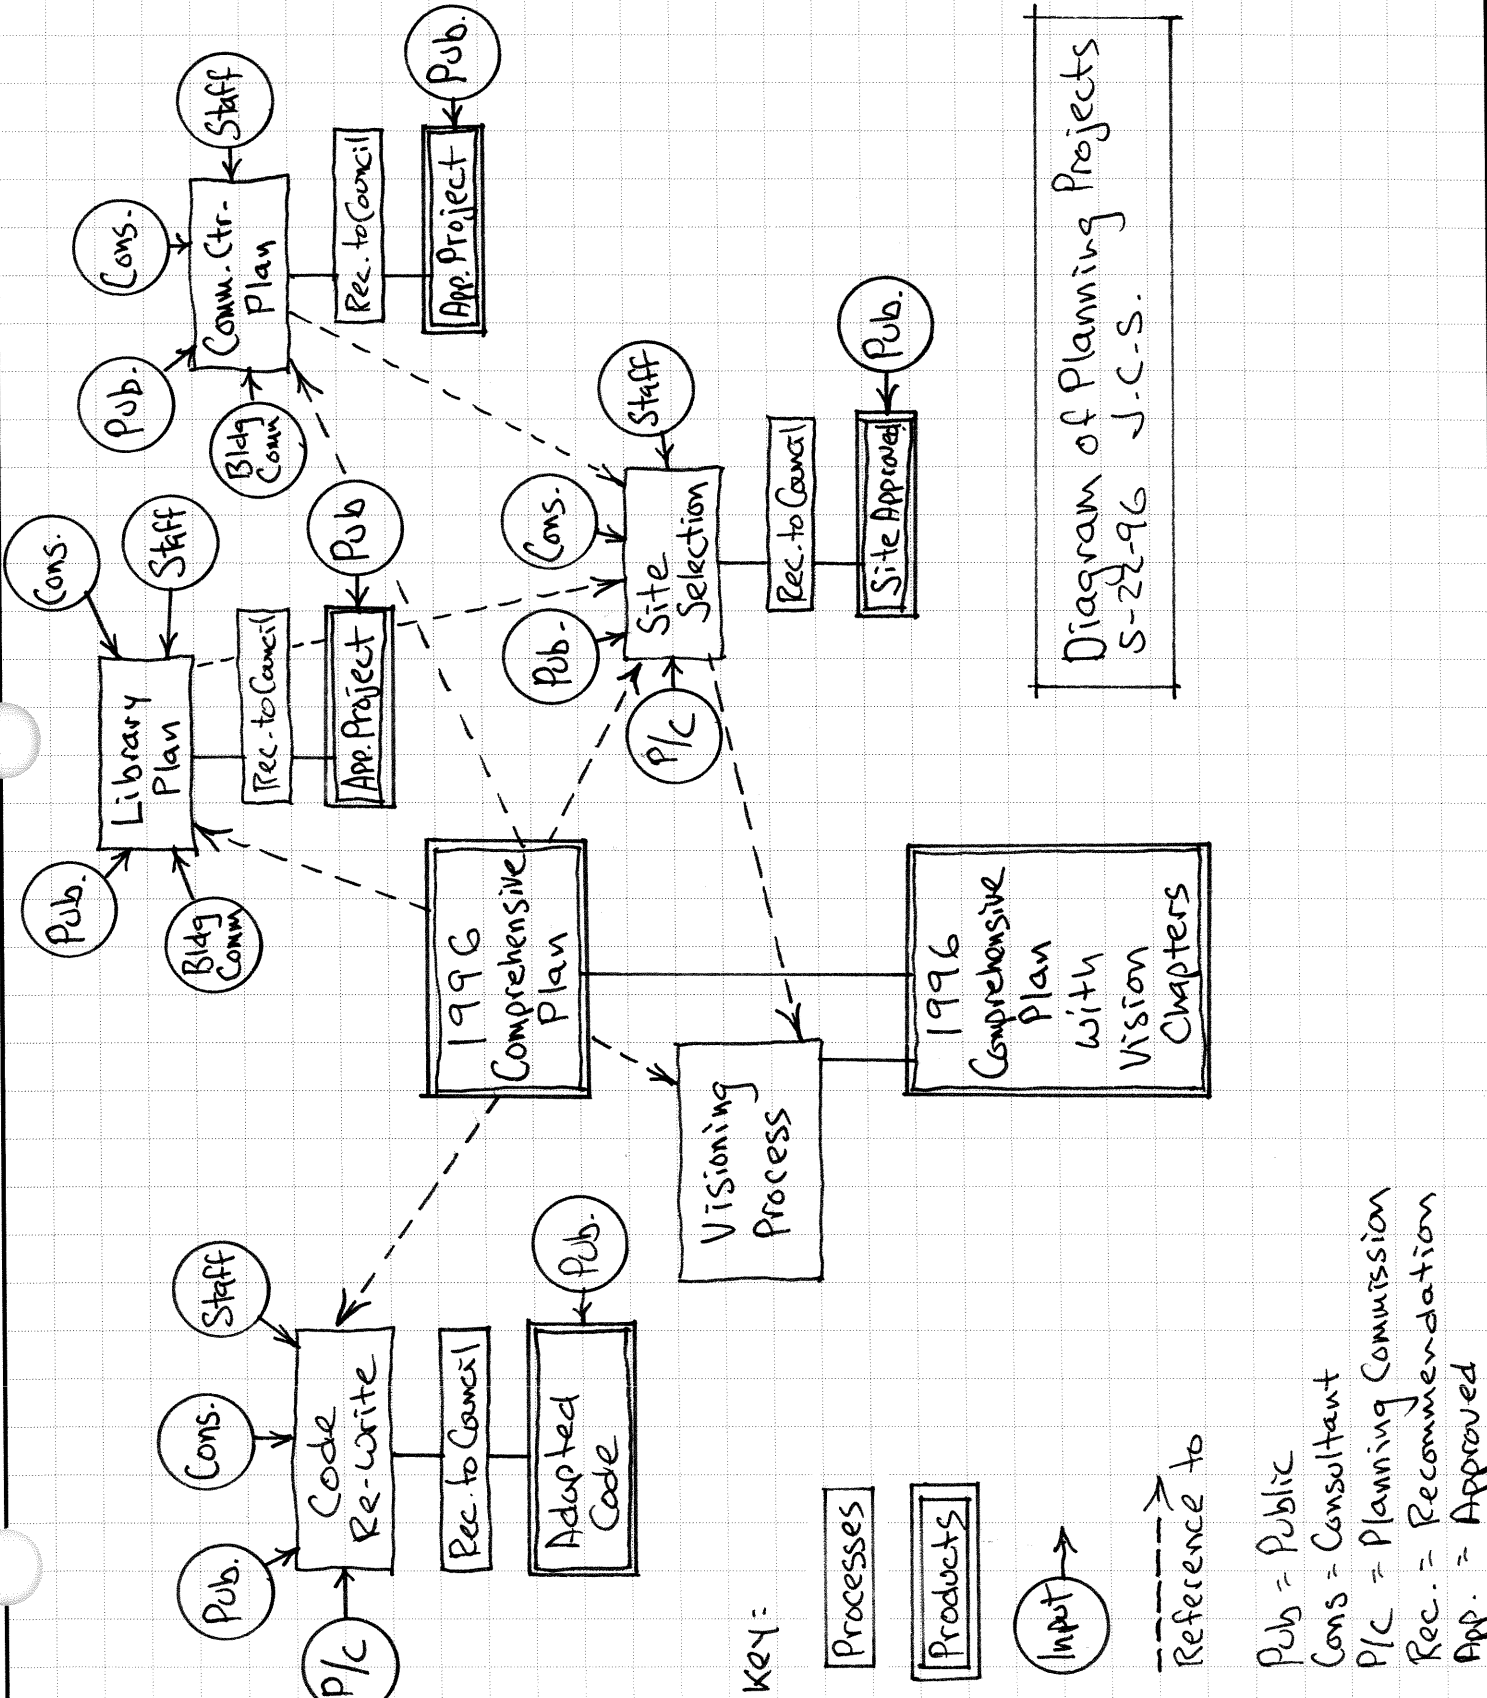 Pub.
Cons.
Staff
P/C
Code
Re-Write
Rec. to Council
Adopted
Code
Pub.
Pub.
Bldg
Comm
Cons.
Staff
Library
Plan
Rec. to Council
App. Project
Pub
Pub.
Cons.
Bldg
Comm
Staff
Comm. Ctr.
Plan
Rec. to Council
App. Project
Pub.
1996
Comprehensive
Plan
Pub.
Cons.
P/C
Staff
Site
Selection
Rec. to Council
Site Approved
Pub.
Visioning
Process
1996
Comprehensive
Plan
with
Vision
Chapters
Key:
Processes
Products
Input
Reference to
Pub = Public
Cons = Consultant
P/C = Planning Commission
Rec. = Recommendation
App. = Approved
Diagram of Planning Projects
5-22-96 J.C.S.